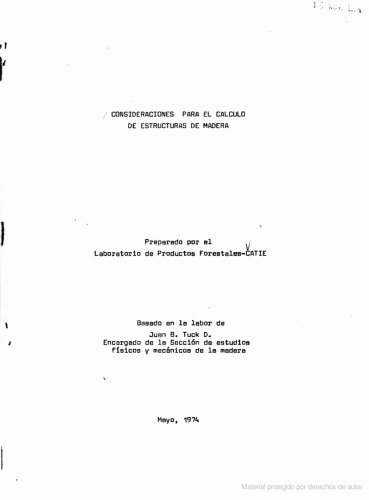 CONSIDERACIONES PARA EL CALCULO
DE ESTRUCTURAS DE MADERA
Preparado por el
Laboratorio de Productos Forestales-CATIE
Basado en la labor de
Juan B. Tuck D.
Encargado de la Sección de estudios
físicos y mecánicos de la madera
Mayo, 1974
Material protegido por derechos de autor